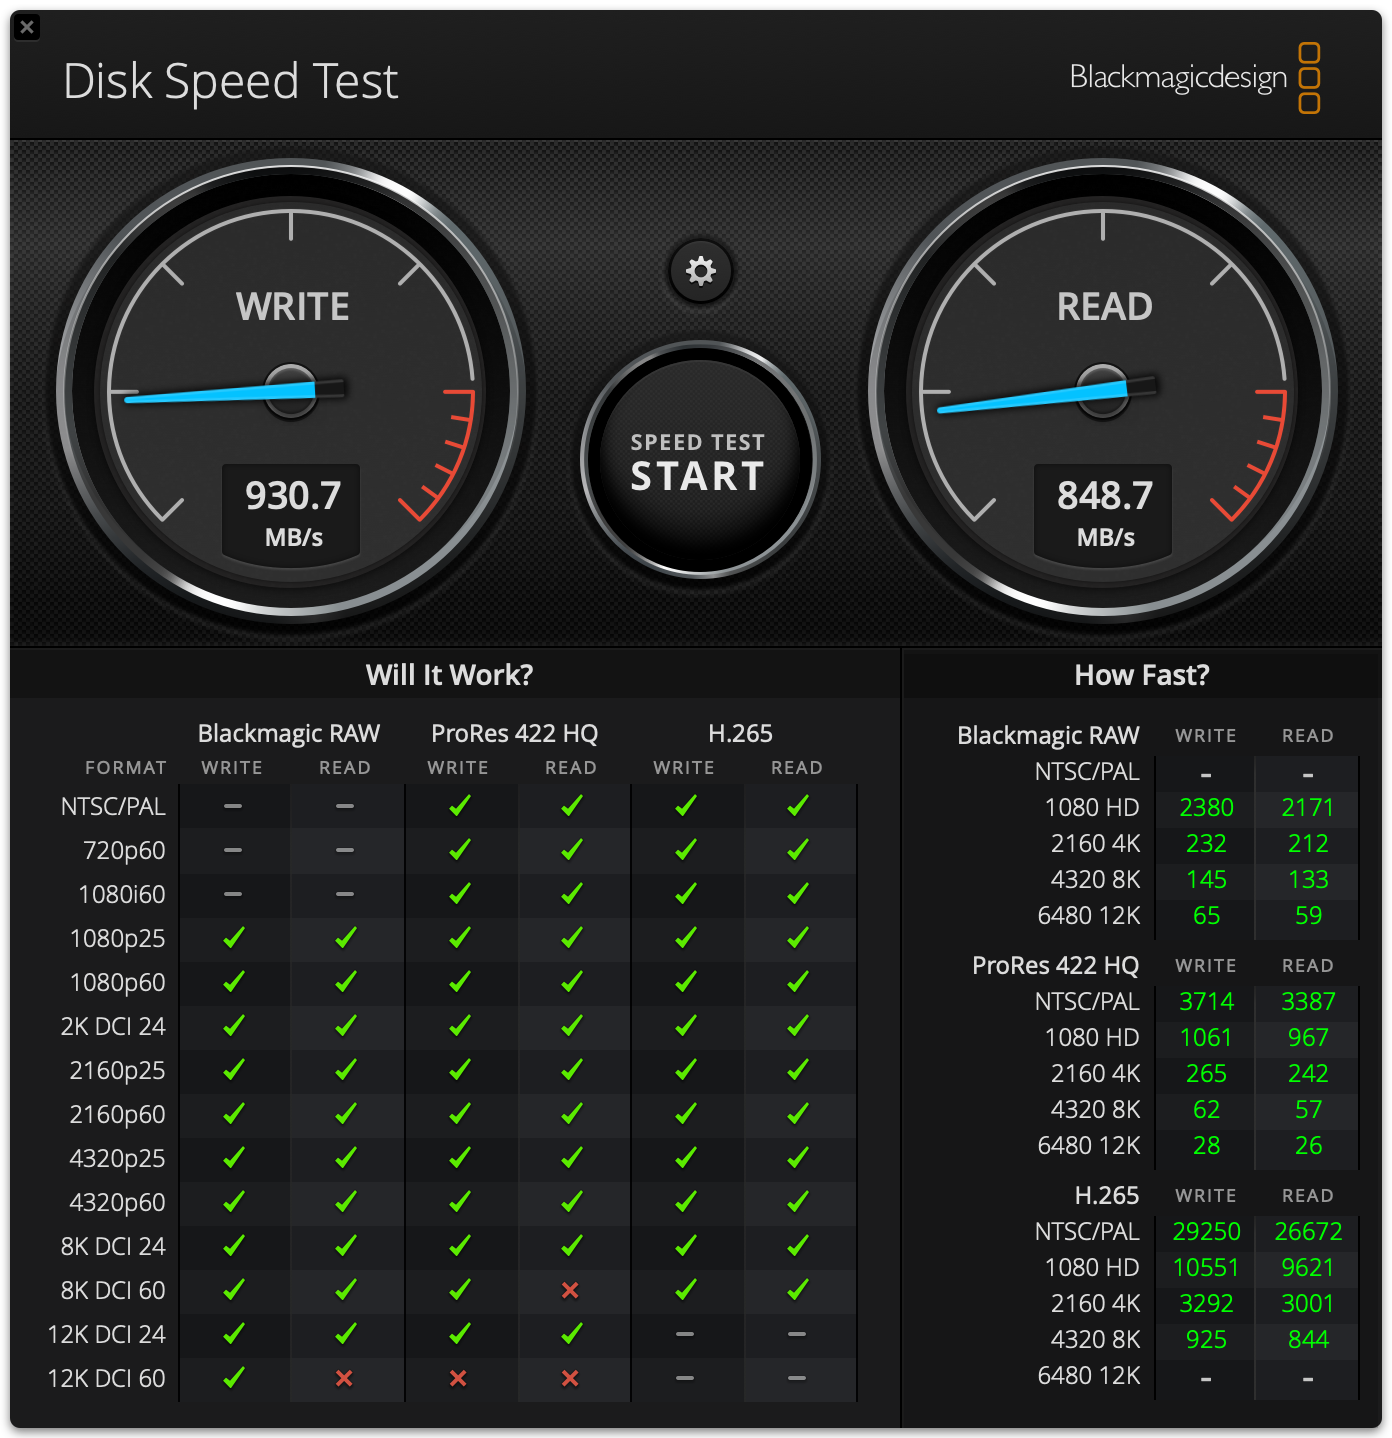 Disk Speed Test
Blackmagicdesign
WRITE
930.7
MB/s
SPEED TEST
START
READ
848.7
MB/s
Will It Work?
Blackmagic RAW ProRes 422 HQ H.265
FORMAT WRITE READ WRITE READ WRITE READ
NTSC/PAL – – ✓ ✓ ✓ ✓
720p60 – – ✓ ✓ ✓ ✓
1080i60 – – ✓ ✓ ✓ ✓
1080p25 ✓ ✓ ✓ ✓ ✓ ✓
1080p60 ✓ ✓ ✓ ✓ ✓ ✓
2K DCI 24 ✓ ✓ ✓ ✓ ✓ ✓
2160p25 ✓ ✓ ✓ ✓ ✓ ✓
2160p60 ✓ ✓ ✓ ✓ ✓ ✓
4320p25 ✓ ✓ ✓ ✓ ✓ ✓
4320p60 ✓ ✓ ✓ ✓ ✓ ✓
8K DCI 24 ✓ ✓ ✓ ✓ ✓ ✓
8K DCI 60 ✓ ✓ ✓ ✗ ✓ ✓
12K DCI 24 ✓ ✓ ✓ ✓ – –
12K DCI 60 ✓ ✗ ✗ ✗ – –
How Fast?
Blackmagic RAW WRITE READ
NTSC/PAL - -
1080 HD 2380 2171
2160 4K 232 212
4320 8K 145 133
6480 12K 65 59
ProRes 422 HQ WRITE READ
NTSC/PAL 3714 3387
1080 HD 1061 967
2160 4K 265 242
4320 8K 62 57
6480 12K 28 26
H.265 WRITE READ
NTSC/PAL 29250 26672
1080 HD 10551 9621
2160 4K 3292 3001
4320 8K 925 844
6480 12K - -